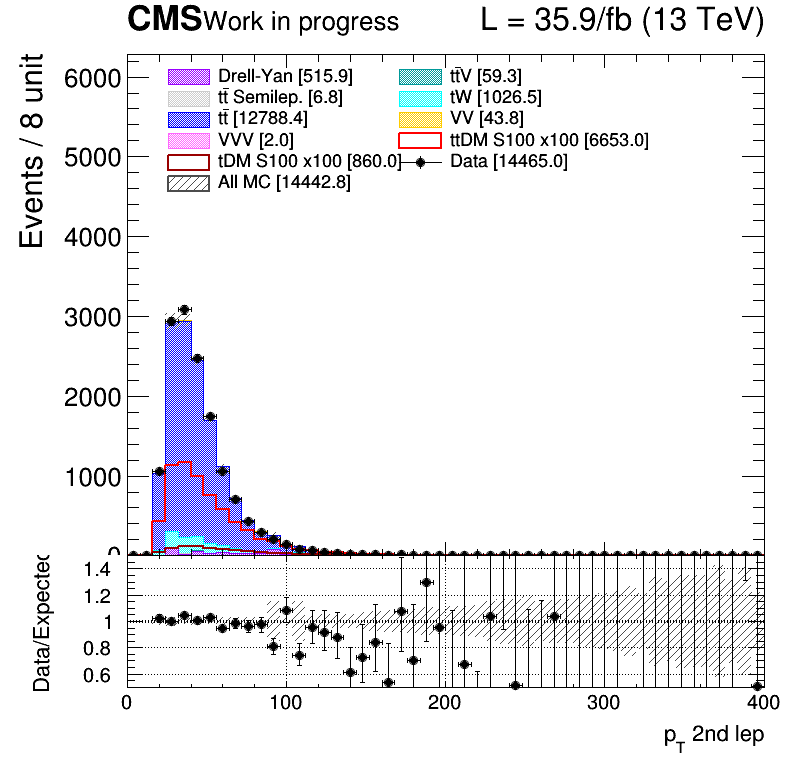 CMS Work in progress L = 35.9/fb (13 TeV)
Events / 8 unit
6000
5000
4000
3000
2000
1000
0
Drell-Yan [515.9] tt̄V [59.3]
tt̄ Semilep. [6.8] tW [1026.5]
tt̄ [12788.4] VV [43.8]
VVV [2.0] ttDM S100 x100 [6653.0]
tDM S100 x100 [860.0] Data [14465.0]
All MC [14442.8]
Data/Expected
1.4
1.2
1
0.8
0.6
0 100 200 300 400
p_T 2nd lep